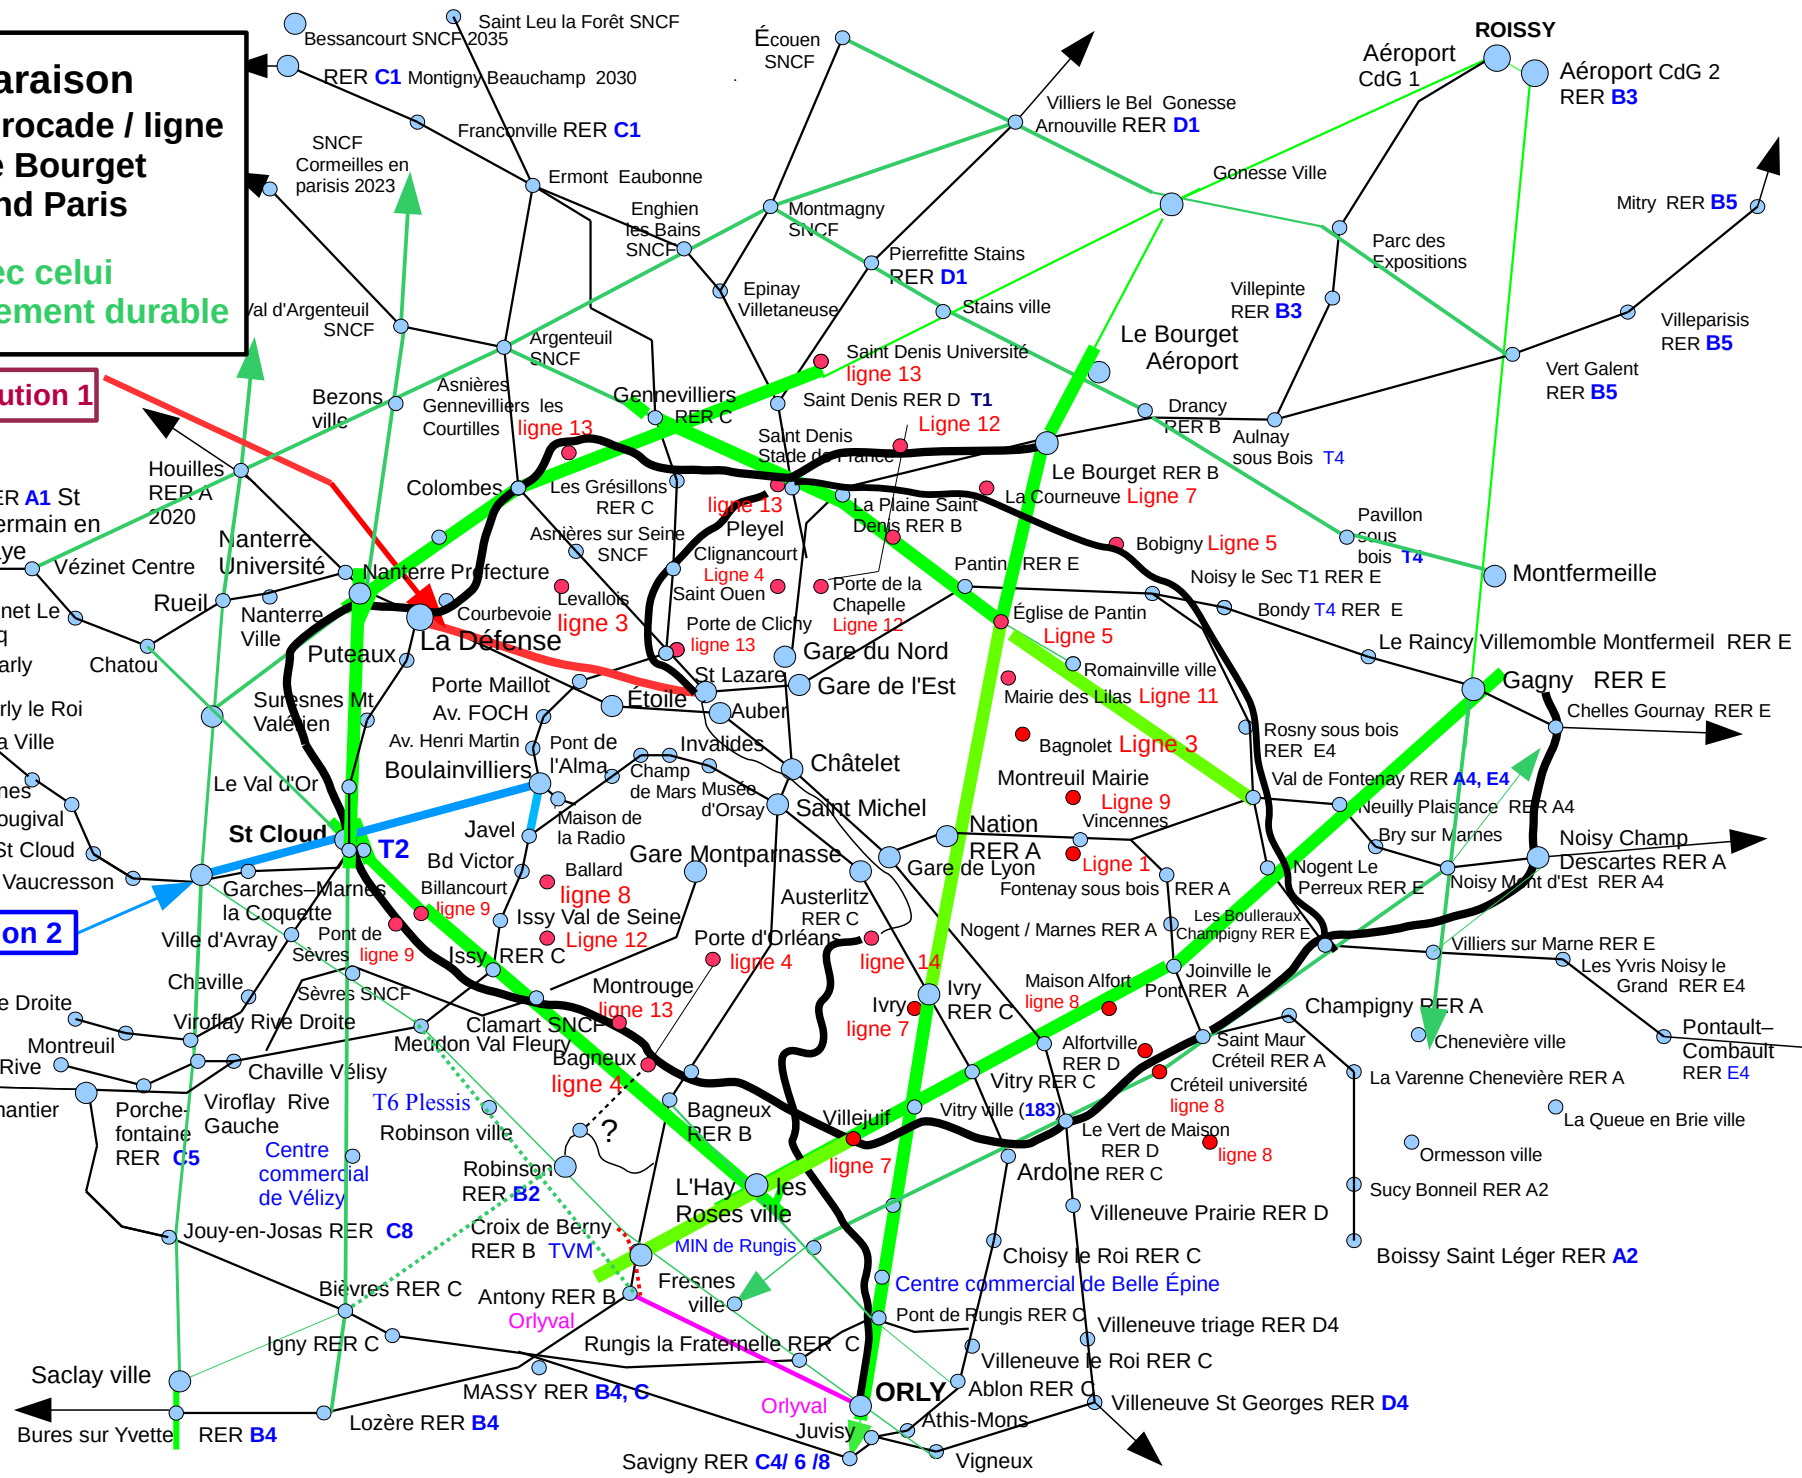 araison
rocade / ligne
e Bourget
nd Paris
ec celui
ement durable
ution 1
on 2
Bessancourt SNCF 2035
Saint Leu la Forêt SNCF
RER C1 Montigny Beauchamp 2030
Franconville RER C1
SNCF
Cormeilles en
parisis 2023
Ermont Eaubonne
Enghien
les Bains
SNCF
Écouen
SNCF
Villiers le Bel Gonesse
Arnouville RER D1
ROISSY
Aéroport
CdG 1
Aéroport CdG 2
RER B3
Gonesse Ville
Mitry RER B5
Montmagny
SNCF
Pierrefitte Stains
RER D1
Parc des
Expositions
Villepinte
RER B3
Epinay
Villetaneuse
Stains ville
Villeparisis
RER B5
Val d'Argenteuil
SNCF
Argenteuil
SNCF
Le Bourget
Aéroport
Saint Denis Université
ligne 13
Vert Galent
RER B5
Bezons
ville
Asnières
Gennevilliers les
Courtilles ligne 13
Gennevilliers
RER C
Saint Denis RER D T1
Ligne 12
Drancy
RER B
Aulnay
sous Bois T4
Saint Denis
Stade de France
Houilles
RER A
2020
Colombes
Les Grésillons
RER C
ligne 13
Pleyel
Le Bourget RER B
La Courneuve Ligne 7
La Plaine Saint
Denis RER B
Pavillon
sous
bois T4
ER A1 St
ermain en
aye
Vézinet Centre
Nanterre
Université
Asnières sur Seine
SNCF
Clignancourt
Ligne 4
Saint Ouen
Bobigny Ligne 5
Pantin RER E
Noisy le Sec T1 RER E
Montfermeille
Nanterre Préfecture
Rueil
Nanterre
Ville
Courbevoie
Levallois
ligne 3
Porte de la
Chapelle
Ligne 12
Église de Pantin
Ligne 5
Bondy T4 RER E
Le Raincy Villemomble Montfermeil RER E
net Le
q
arly
Chatou
Puteaux
La Défense
Porte de Clichy
ligne 13
Gare du Nord
Romainville ville
St Lazare
Gare de l'Est
Mairie des Lilas Ligne 11
Gagny RER E
Chelles Gournay RER E
rly le Roi
a Ville
Suresnes Mt
Valérien
Porte Maillot
Av. FOCH
Étoile
Auber
Av. Henri Martin
Pont de
l'Alma
Invalides
Bagnolet Ligne 3
Rosny sous bois
RER E4
nes
ougival
St Cloud
Le Val d'Or
Boulainvilliers
Champ
de Mars
Musée
d'Orsay
Châtelet
Montreuil Mairie
Ligne 9
Val de Fontenay RER A4, E4
Neuilly Plaisance RER A4
St Cloud
T2
Javel
Maison de
la Radio
Saint Michel
Nation
RER A
Vincennes
Ligne 1
Bry sur Marnes
Noisy Champ
Descartes RER A
Vaucresson
Garches–Marnes
la Coquette
Bd Victor
Billancourt
ligne 9
Ballard
ligne 8
Gare Montparnasse
Gare de Lyon
Fontenay sous bois RER A
Nogent Le
Perreux RER E
Noisy Mont d'Est RER A4
Austerlitz
RER C
Issy Val de Seine
Ligne 12
Ville d'Avray
Pont de
Sèvres ligne 9
Porte d'Orléans
ligne 4
ligne 14
Nogent / Marnes RER A
Les Boulleraux
Champigny RER E
Villiers sur Marne RER E
Les Yvris Noisy le
Grand RER E4
Issy RER C
Chaville
Sèvres SNCF
Montrouge
ligne 13
Ivry
RER C
Ivry
ligne 7
Maison Alfort
ligne 8
Joinville le
Pont RER A
Champigny RER A
e Droite
Viroflay Rive Droite
Clamart SNCF
Meudon Val Fleury
Bagneux
ligne 4
Alfortville
RER D
Saint Maur
Créteil RER A
Chenevière ville
Pontault–
Combault
RER E4
Montreuil
Rive
Chaville Vélisy
Vitry RER C
Créteil université
ligne 8
La Varenne Chenevière RER A
hantier
Porche-
fontaine
RER C5
Viroflay Rive
Gauche
T6 Plessis
Robinson ville
?
Bagneux
RER B
Villejuif
ligne 7
Vitry ville (183)
Le Vert de Maison
RER D
RER C
ligne 8
La Queue en Brie ville
Ormesson ville
Centre
commercial
de Vélizy
Robinson
RER B2
L'Hay les
Roses ville
Ardoine
Sucy Bonneil RER A2
Jouy-en-Josas RER C8
Croix de Berny
RER B TVM
MIN de Rungis
Villeneuve Prairie RER D
Choisy le Roi RER C
Boissy Saint Léger RER A2
Bièvres RER C
Antony RER B
Orlyval
Fresnes
ville
Centre commercial de Belle Épine
Pont de Rungis RER C
Igny RER C
Rungis la Fraternelle RER C
Villeneuve triage RER D4
Villeneuve le Roi RER C
Saclay ville
MASSY RER B4, C
Orlyval
ORLY
Ablon RER C
Villeneuve St Georges RER D4
Bures sur Yvette RER B4
Lozère RER B4
Juvisy
Athis-Mons
Savigny RER C4/ 6 /8
Vigneux